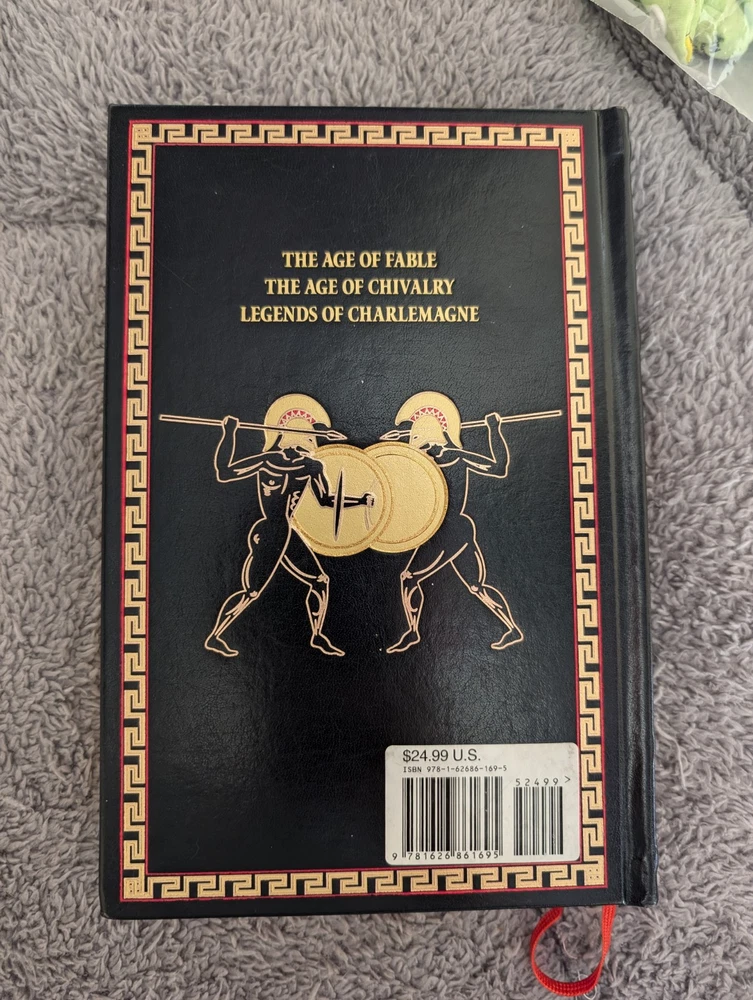 THE AGE OF FABLE
THE AGE OF CHIVALRY
LEGENDS OF CHARLEMAGNE
$24.99 U.S.
ISBN 978-1-62686-169-5
52499>
9 781626 861695